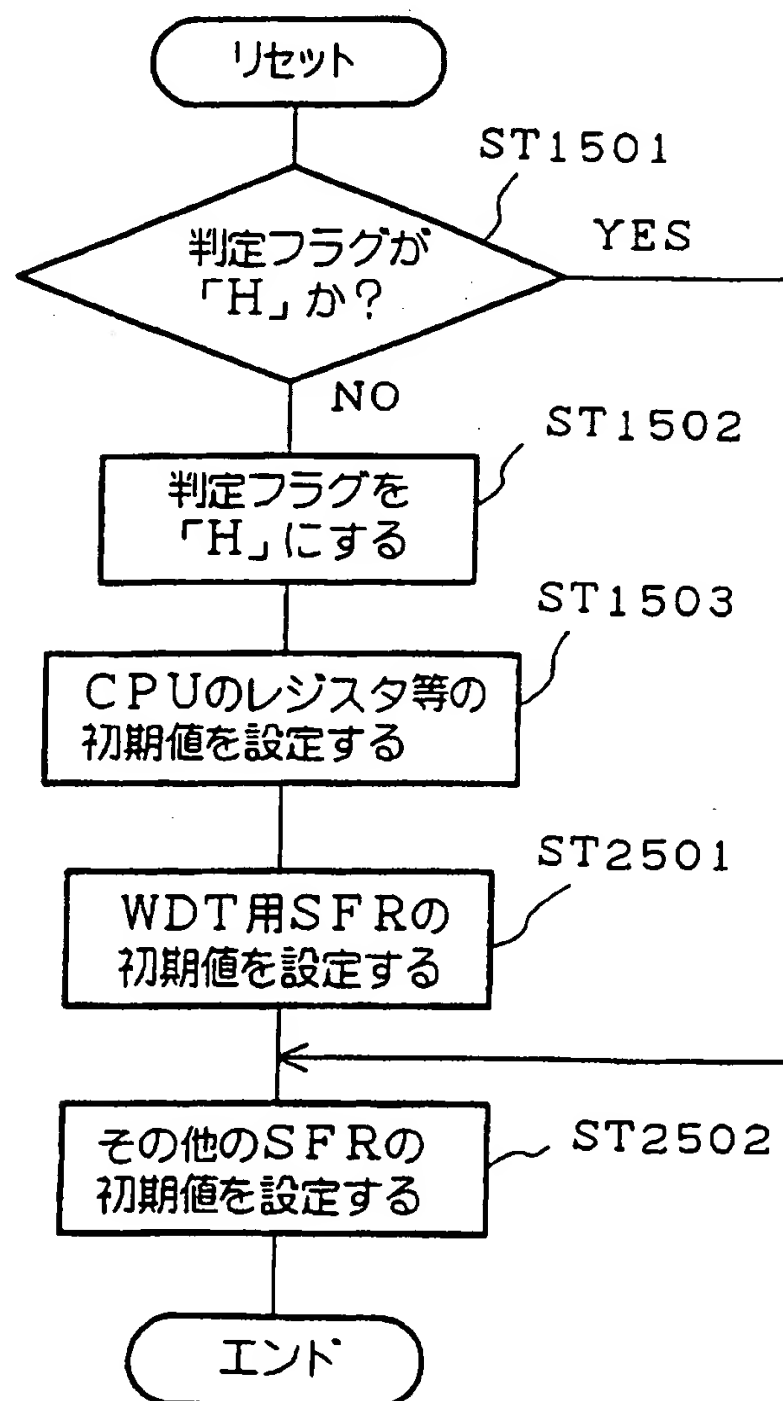 リセット
ST1501
YES
判定フラグが
「H」か?
NO
ST1502
判定フラグを
「H」にする
ST1503
CPUのレジスタ等の
初期値を設定する
ST2501
WDT用SFRの
初期値を設定する
その他のSFRの
初期値を設定する
ST2502
エンド